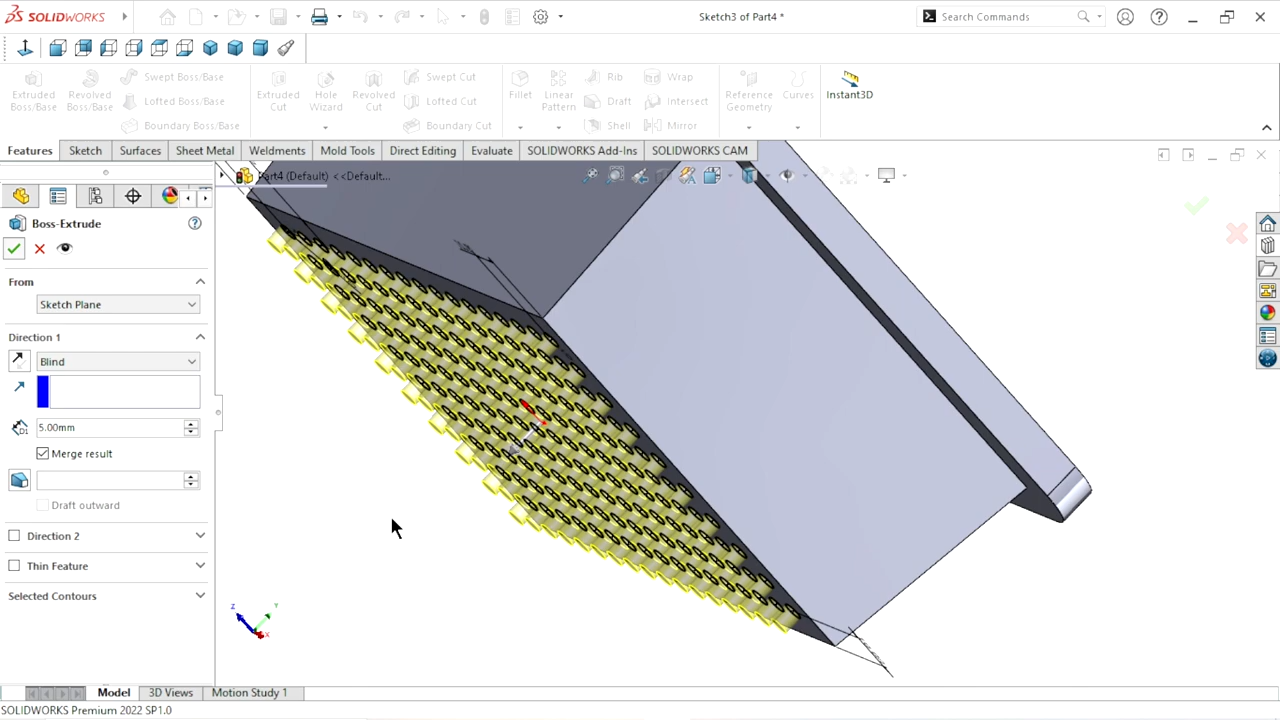 SOLIDWORKS
Sketch3 of Part4 *
Search Commands
Extruded Boss/Base
Revolved Boss/Base
Swept Boss/Base
Lofted Boss/Base
Boundary Boss/Base
Extruded Cut
Hole Wizard
Revolved Cut
Swept Cut
Lofted Cut
Boundary Cut
Fillet
Linear Pattern
Rib
Draft
Shell
Wrap
Intersect
Mirror
Reference Geometry
Curves
Instant3D
Features Sketch Surfaces Sheet Metal Weldments Mold Tools Direct Editing Evaluate SOLIDWORKS Add-Ins SOLIDWORKS CAM
Part4 (Default) <<Default...
Boss-Extrude
From
Sketch Plane
Direction 1
Blind
D1
5.00mm
Merge result
Draft outward
Direction 2
Thin Feature
Selected Contours
Z
Y
X
Model 3D Views Motion Study 1
SOLIDWORKS Premium 2022 SP1.0